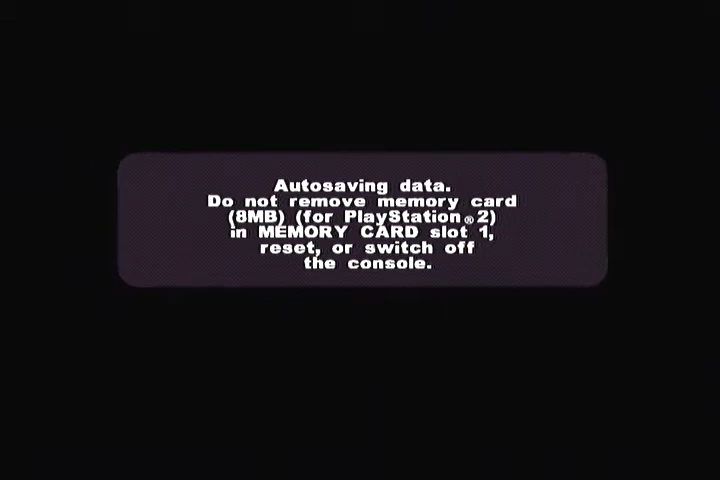 Autosaving data.
Do not remove memory card
(8MB) (for PlayStation®2)
in MEMORY CARD slot 1,
reset, or switch off
the console.